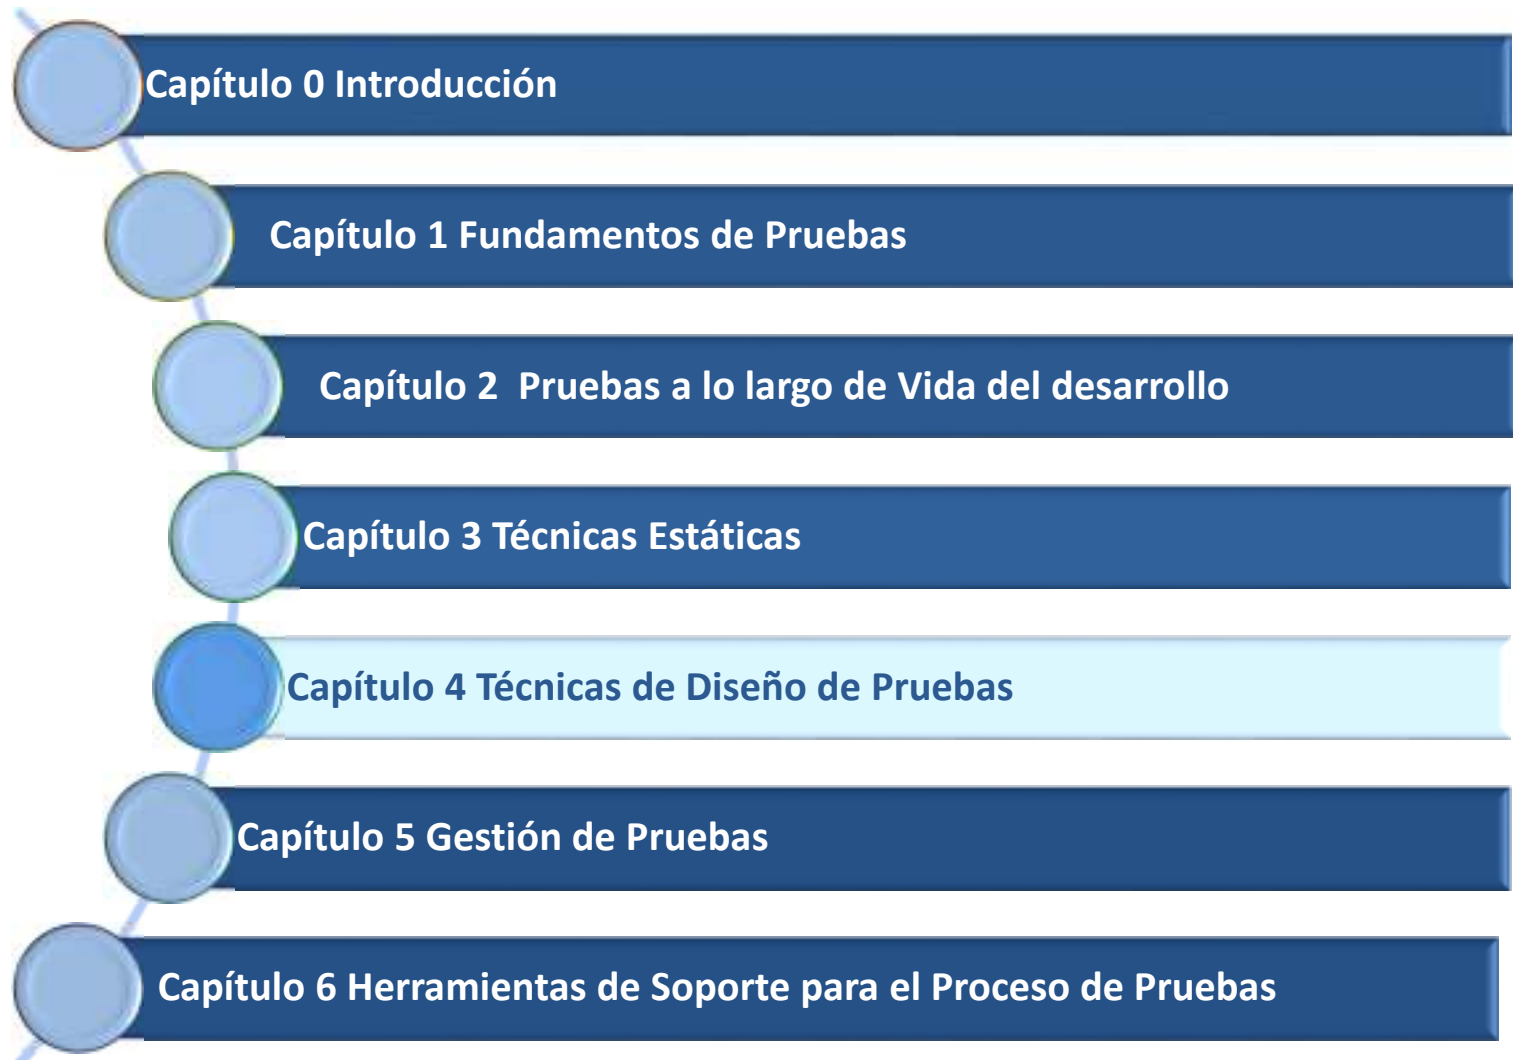 Capítulo 0 Introducción
Capítulo 1 Fundamentos de Pruebas
Capítulo 2 Pruebas a lo largo de Vida del desarrollo
Capítulo 3 Técnicas Estáticas
Capítulo 4 Técnicas de Diseño de Pruebas
Capítulo 5 Gestión de Pruebas
Capítulo 6 Herramientas de Soporte para el Proceso de Pruebas